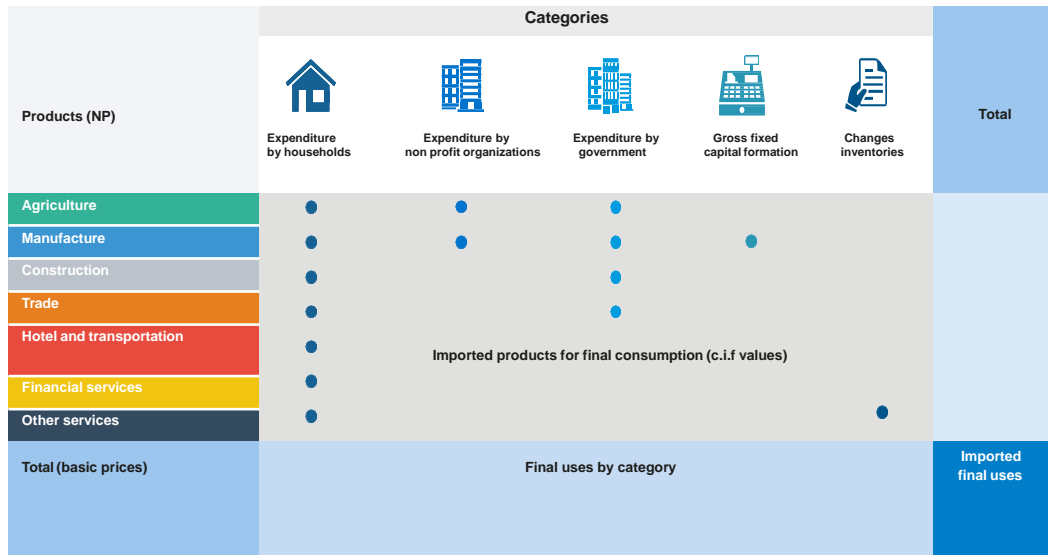 Categories
Products (NP)
Total
Expenditure
by households
Expenditure by
non profit organizations
Expenditure by
government
Gross fixed
capital formation
Changes
inventories
Agriculture
Manufacture
Construction
Trade
Hotel and transportation
Imported products for final consumption (c.i.f values)
Financial services
Other services
Total (basic prices)
Final uses by category
Imported
final uses